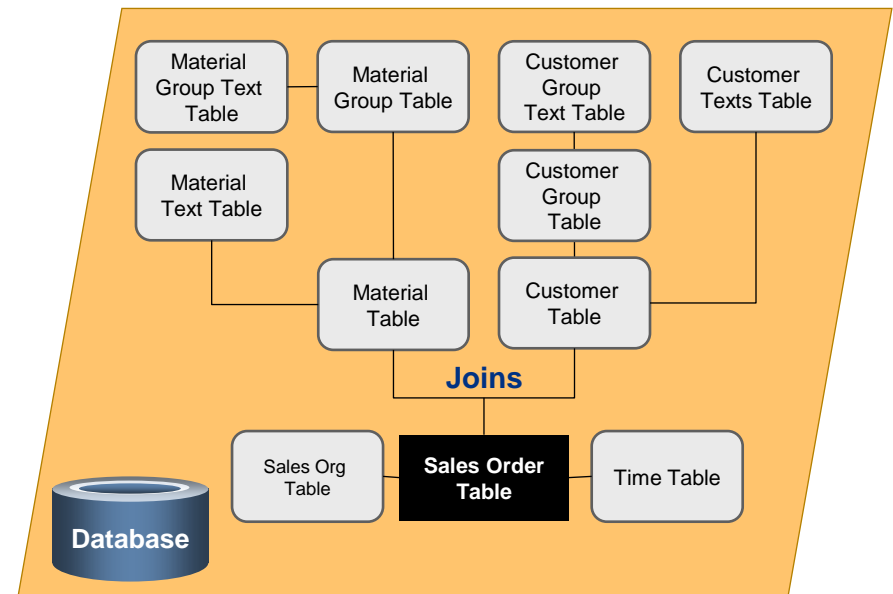 Material
Group Text
Table
Material
Group Table
Customer
Group
Text Table
Customer
Texts Table
Material
Text Table
Customer
Group
Table
Material
Table
Customer
Table
Joins
Sales Org
Table
Sales Order
Table
Time Table
Database